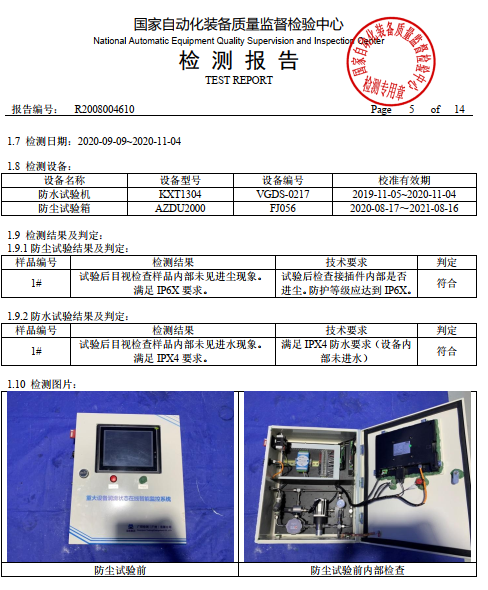 国家自动化装备质量监督检验中心
National Automatic Equipment Quality Supervision and Inspection Center
检 测 报 告
TEST REPORT
国家自动化装备质量监督检验中心
检测专用章
报告编号： R2008004610 Page 5 of 14
1.7 检测日期：2020-09-09~2020-11-04
1.8 检测设备：
设备名称 设备型号 设备编号 校准有效期
防水试验机 KXT1304 VGDS-0217 2019-11-05~2020-11-04
防尘试验箱 AZDU2000 FJ056 2020-08-17～2021-08-16
1.9 检测结果及判定：
1.9.1 防尘试验结果及判定：
样品编号 检测结果 技术要求 判定
1# 试验后目视检查样品内部未见进尘现象。 试验后检查接插件内部是否 符合
满足 IP6X 要求。 进尘。防护等级应达到 IP6X。
1.9.2 防水试验结果及判定：
样品编号 检测结果 技术要求 判定
1# 试验后目视检查样品内部未见进水现象。 满足 IPX4 防水要求（设备内 符合
满足 IPX4 要求。 部未进水）
1.10 检测图片：
防尘试验前 防尘试验前内部检查